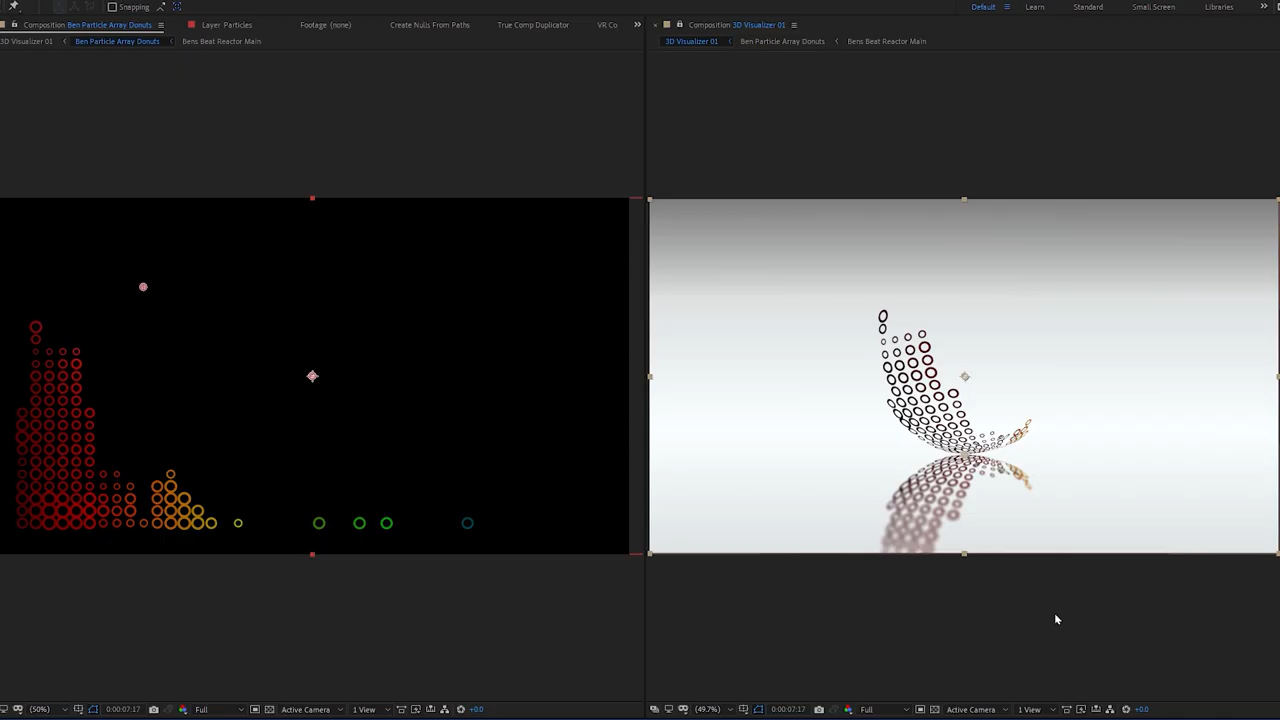 Snapping
Default
Learn
Standard
Small Screen
Libraries
Composition Ben Particle Array Donuts
Layer Particles
Footage (none)
Create Nulls From Paths
True Comp Duplicator
VR Co
3D Visualizer 01
Ben Particle Array Donuts
Bens Beat Reactor Main
Composition 3D Visualizer 01
3D Visualizer 01
Ben Particle Array Donuts
Bens Beat Reactor Main
(50%)
0:00:07:17
Full
Active Camera
1 View
+0.0
(49.7%)
0:00:07:17
Full
Active Camera
1 View
+0.0